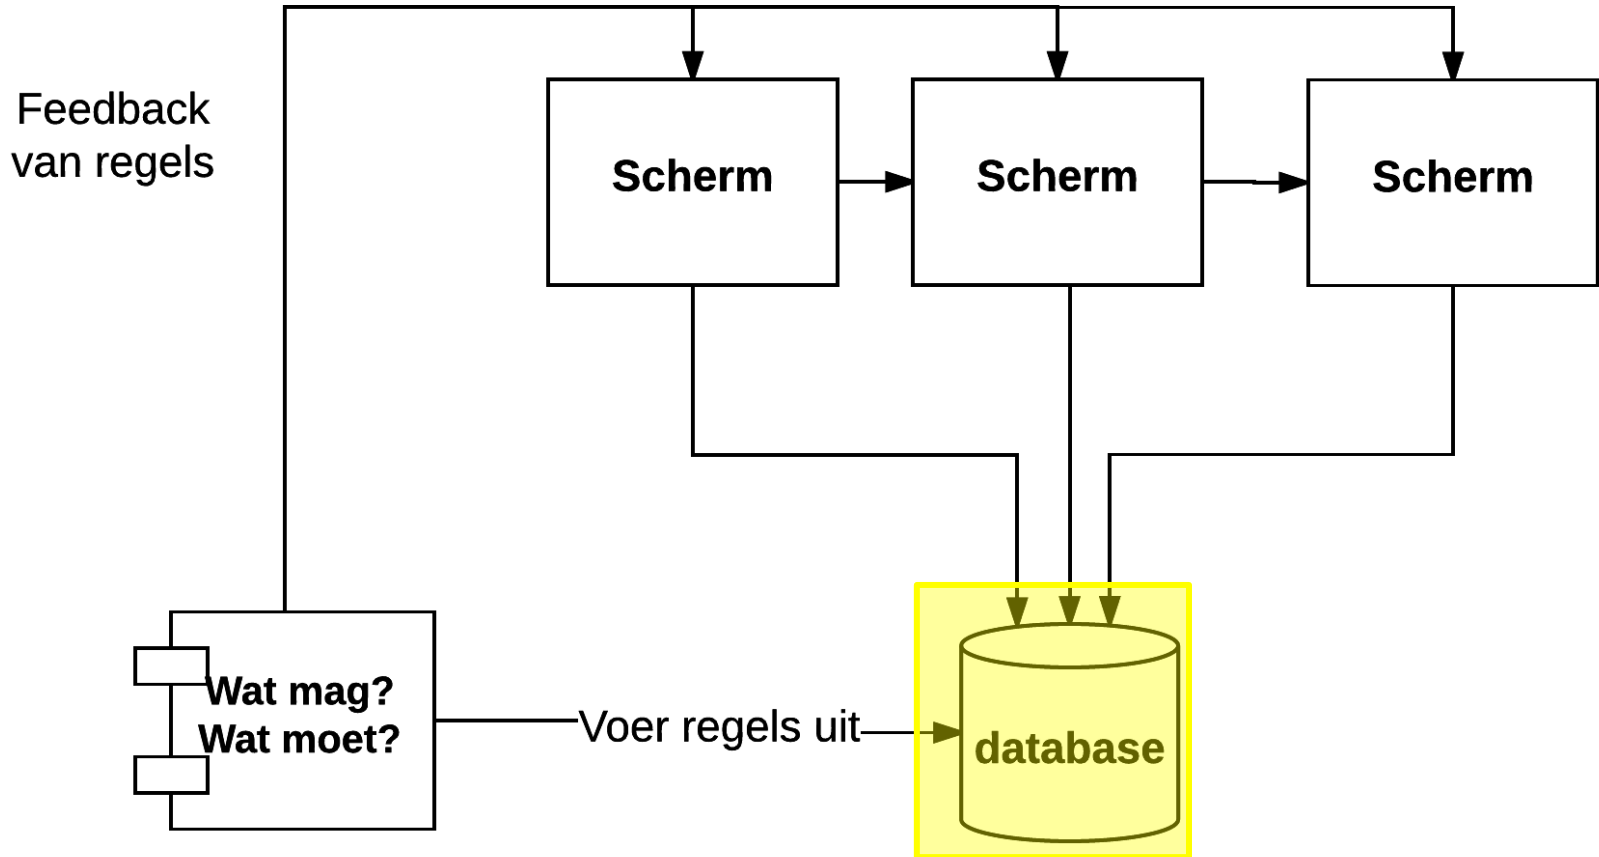 Feedback
van regels
Scherm
Scherm
Scherm
Wat mag?
Wat moet?
Voer regels uit
database